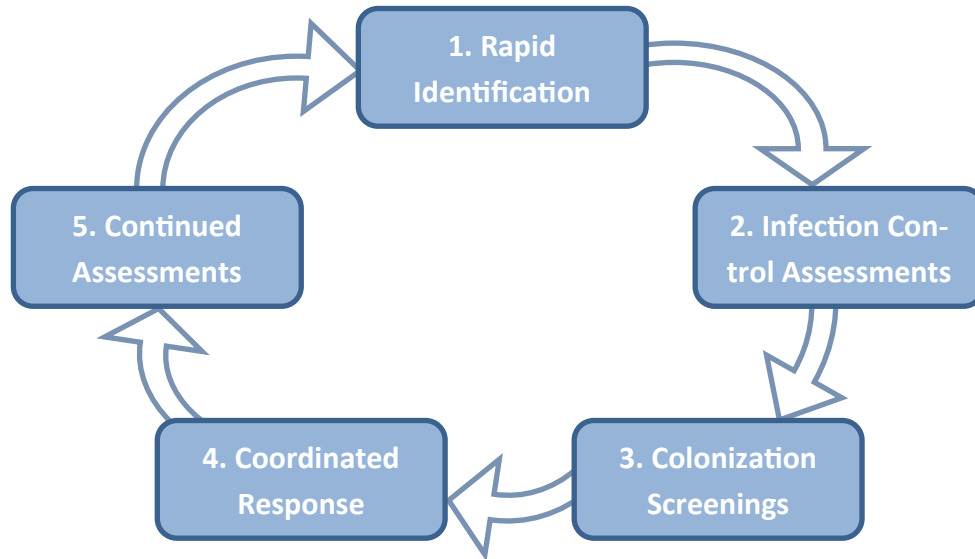 1. Rapid
Identification
2. Infection Con-
trol Assessments
3. Colonization
Screenings
4. Coordinated
Response
5. Continued
Assessments